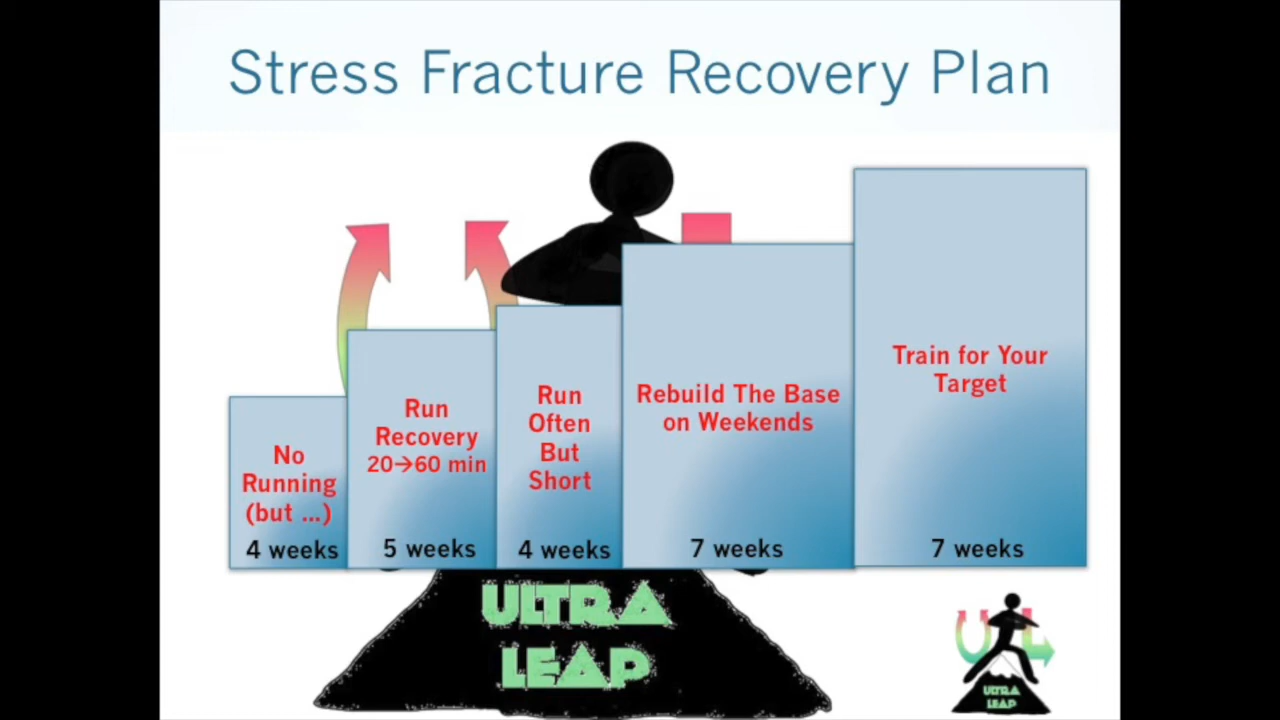 Stress Fracture Recovery Plan
No
Running
(but ...)
4 weeks
Run
Recovery
20→60 min
5 weeks
Run
Often
But
Short
4 weeks
Rebuild The Base
on Weekends
7 weeks
Train for Your
Target
7 weeks
ULTRA
LEAP
UL
ULTRA
LEAP